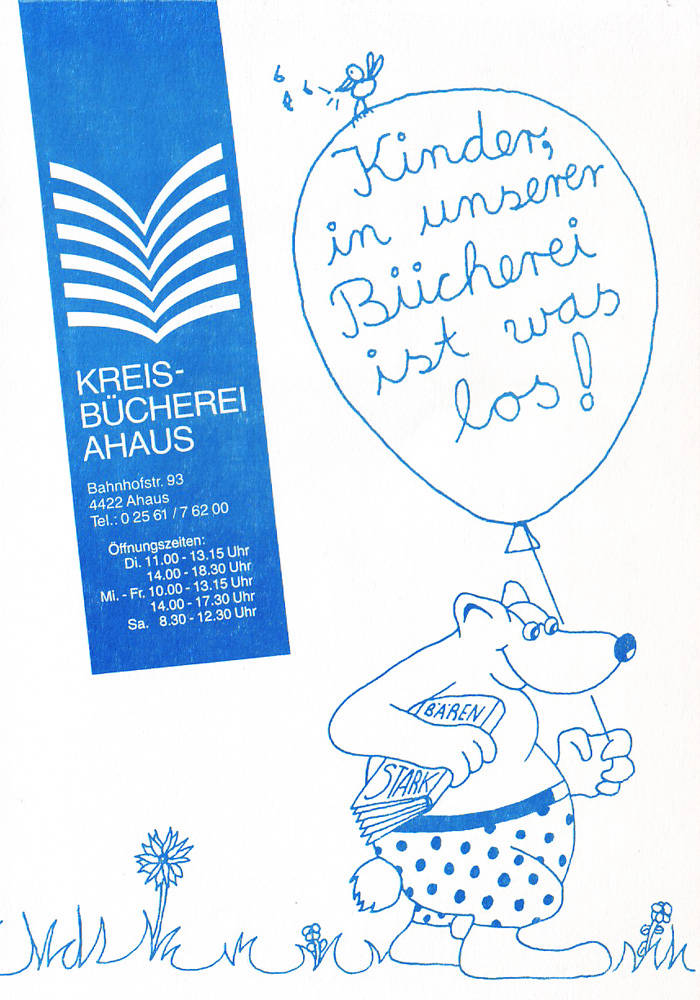 KREIS-
BÜCHEREI
AHAUS
Bahnhofstr. 93
4422 Ahaus
Tel.: 0 25 61 / 7 62 00
Öffnungszeiten:
Di. 11.00 - 13.15 Uhr
14.00 - 18.30 Uhr
Mi. - Fr. 10.00 - 13.15 Uhr
14.00 - 17.30 Uhr
Sa. 8.30 - 12.30 Uhr
Kinder,
in unserer
Bücherei
ist was
los!
BÄREN
STARK